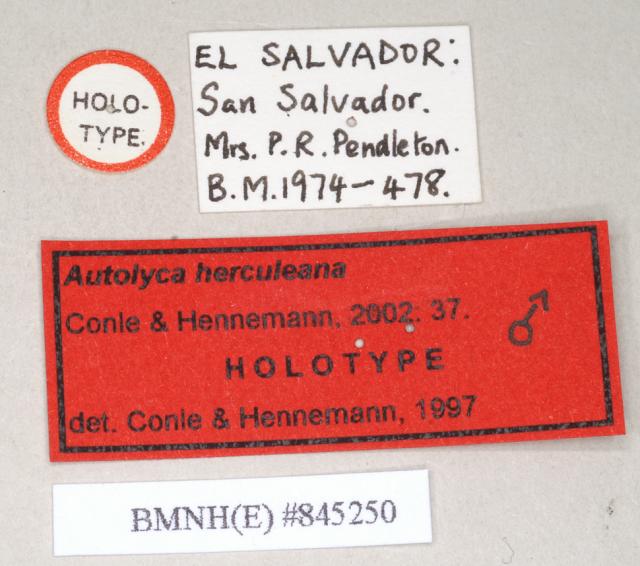 HOLO-
TYPE.
EL SALVADOR:
San Salvador.
Mrs. P.R. Pendleton.
B.M.1974-478.
Autolyca herculeana
Conle & Hennemann, 2002: 37.
♂
HOLOTYPE
det. Conle & Hennemann, 1997
BMNH(E) #845250